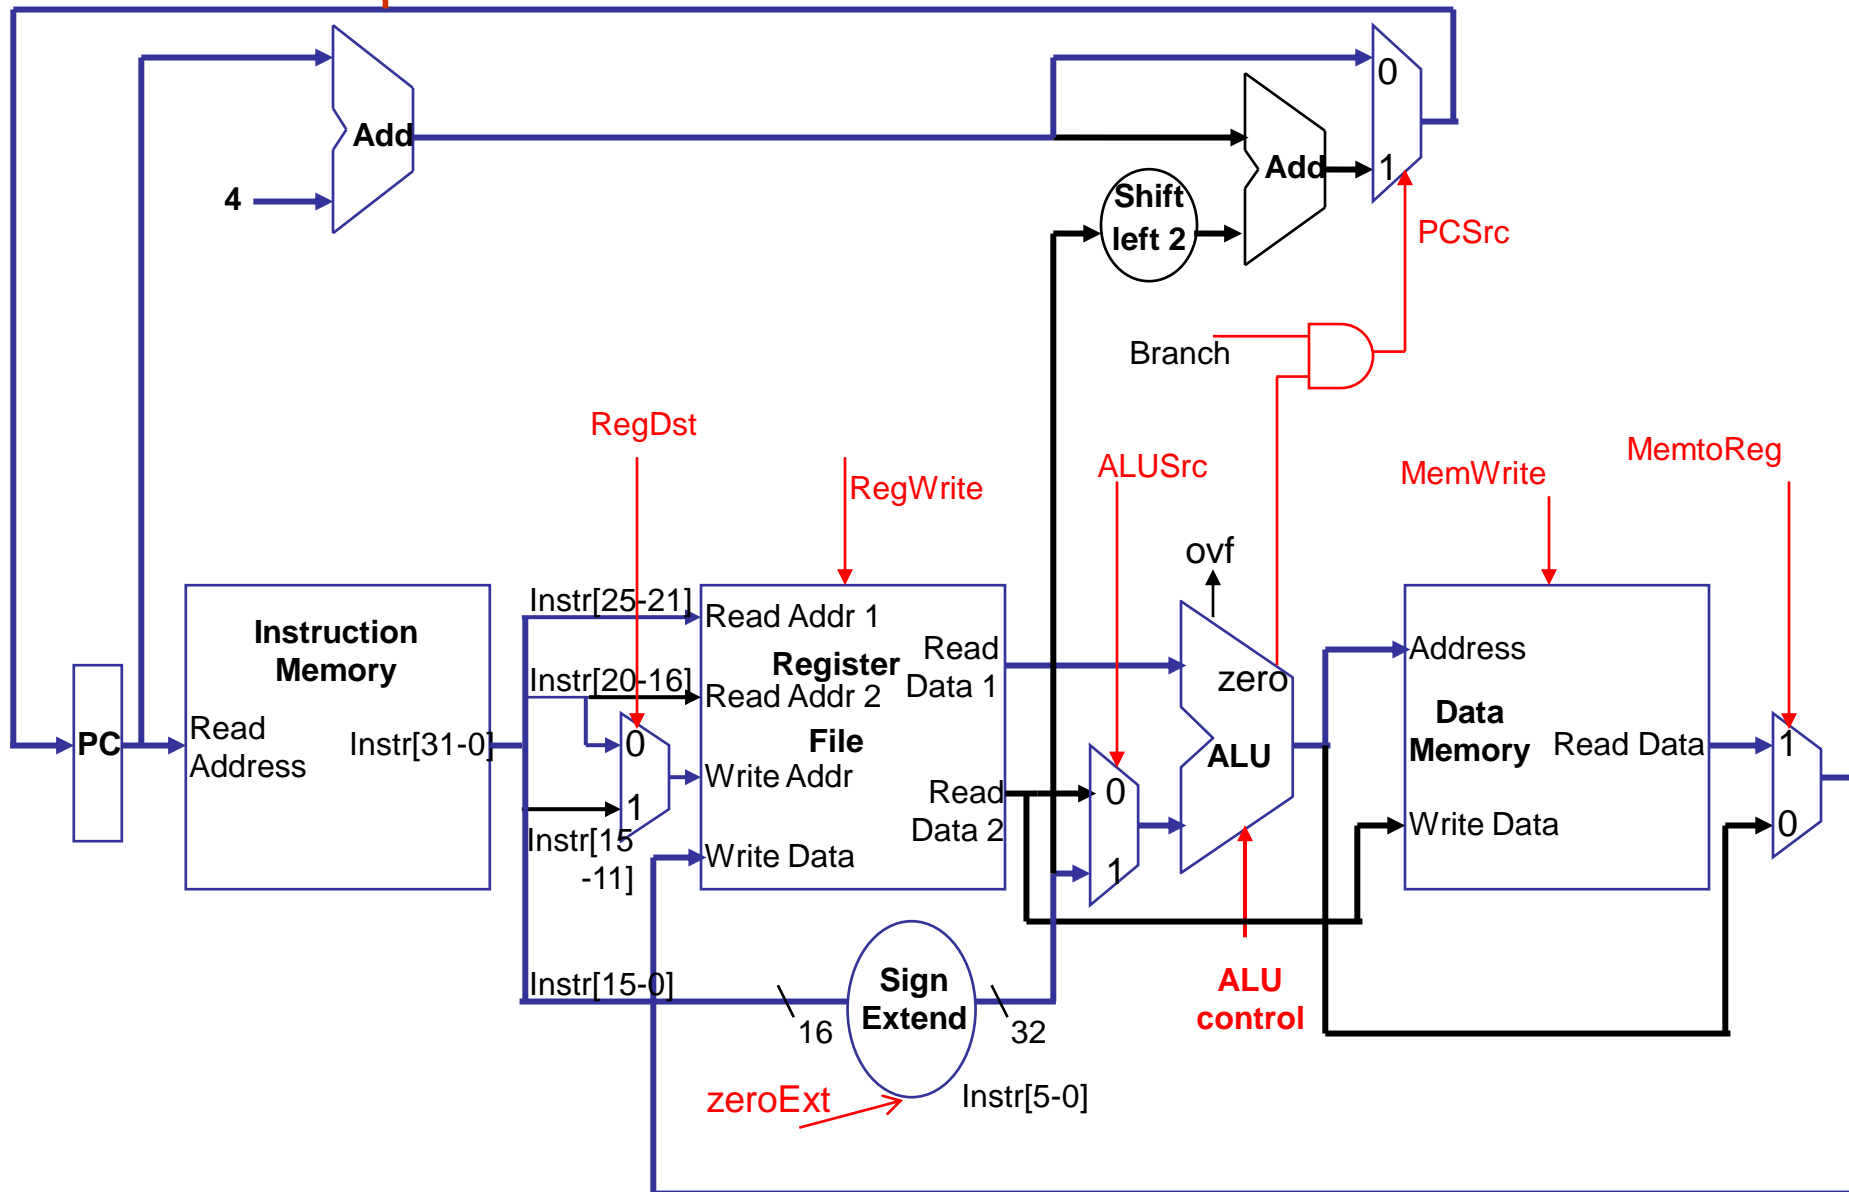 0
Add
Add
1
4
Shift
left 2
PCSrc
Branch
RegDst
MemtoReg
ALUSrc
MemWrite
RegWrite
ovf
Instr[25-21]
Read Addr 1
Instruction
Memory
Read
Data 1
Register
Address
Instr[20-16]
Read Addr 2
zero
Data
Memory
PC
Read
Address
Instr[31-0]
0
File
Write Addr
ALU
Read Data
1
Read
Data 2
0
1
Instr[15
-11]
Write Data
Write Data
0
1
Instr[15-0]
16
Sign
Extend
32
ALU
control
zeroExt
Instr[5-0]